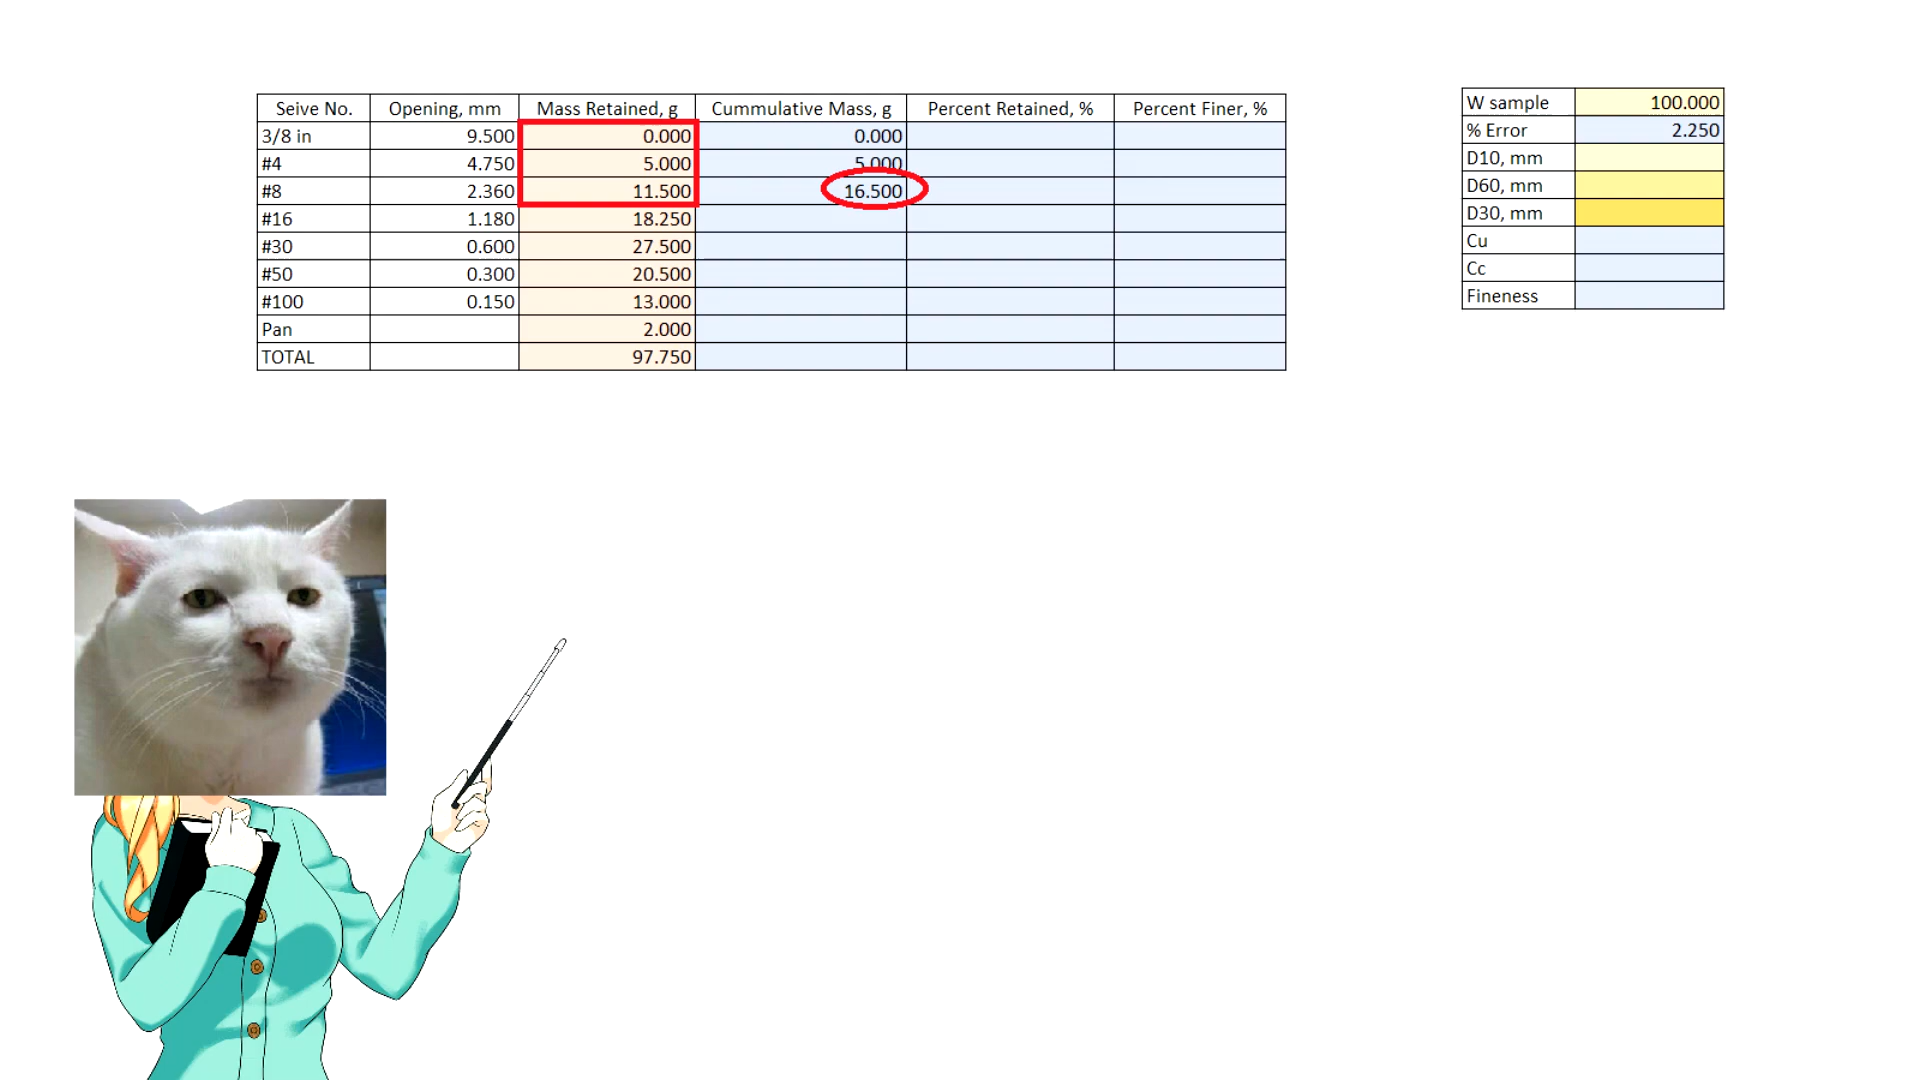 Seive No. Opening, mm Mass Retained, g Cummulative Mass, g Percent Retained, % Percent Finer, %
3/8 in 9.500 0.000 0.000
#4 4.750 5.000 5.000
#8 2.360 11.500 16.500
#16 1.180 18.250
#30 0.600 27.500
#50 0.300 20.500
#100 0.150 13.000
Pan 2.000
TOTAL 97.750
W sample 100.000
% Error 2.250
D10, mm
D60, mm
D30, mm
Cu
Cc
Fineness